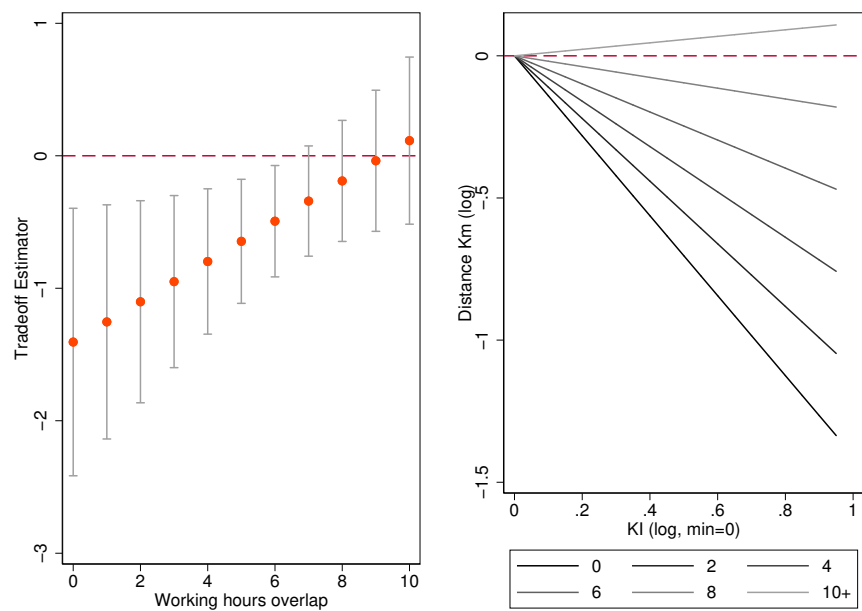 1
0
−1
−2
−3
Tradeoff Estimator
0 2 4 6 8 10
Working hours overlap
0
−.5
−1
−1.5
Distance Km (log)
0 .2 .4 .6 .8 1
KI (log, min=0)
0 2 4
6 8 10+